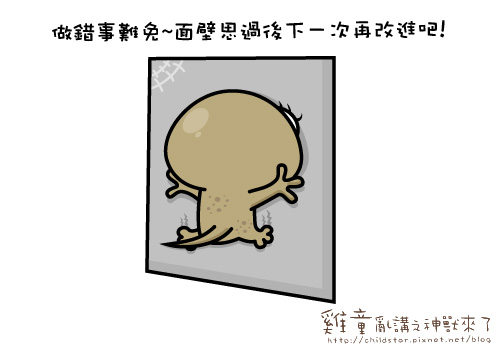 做錯事難免~面壁思過後下一次再改進吧!
雞童亂講之神獸來了
http://childstar.pixnet.net/blog